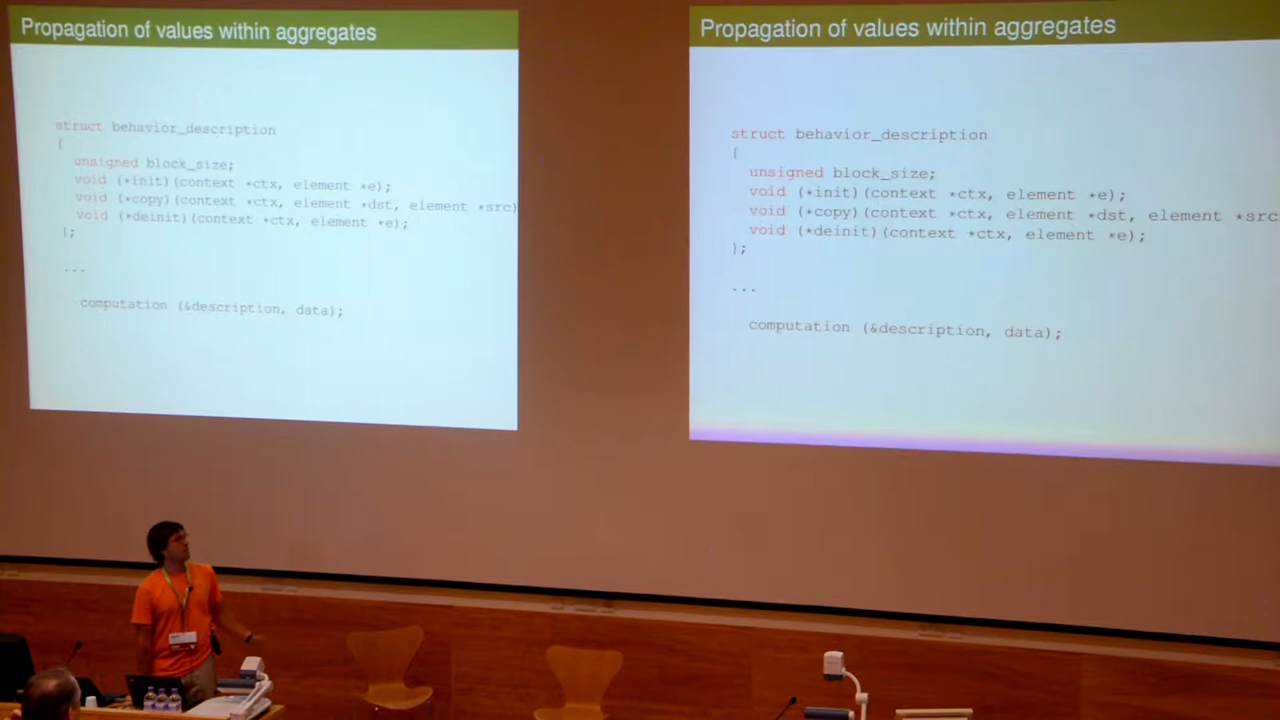 Propagation of values within aggregates
struct behavior_description
{
unsigned block_size;
void (*init)(context *ctx, element *e);
void (*copy)(context *ctx, element *dst, element *src)
void (*deinit)(context *ctx, element *e);
};
...
computation (&description, data);
Propagation of values within aggregates
struct behavior_description
{
unsigned block_size;
void (*init)(context *ctx, element *e);
void (*copy)(context *ctx, element *dst, element *src
void (*deinit)(context *ctx, element *e);
};
...
computation (&description, data);